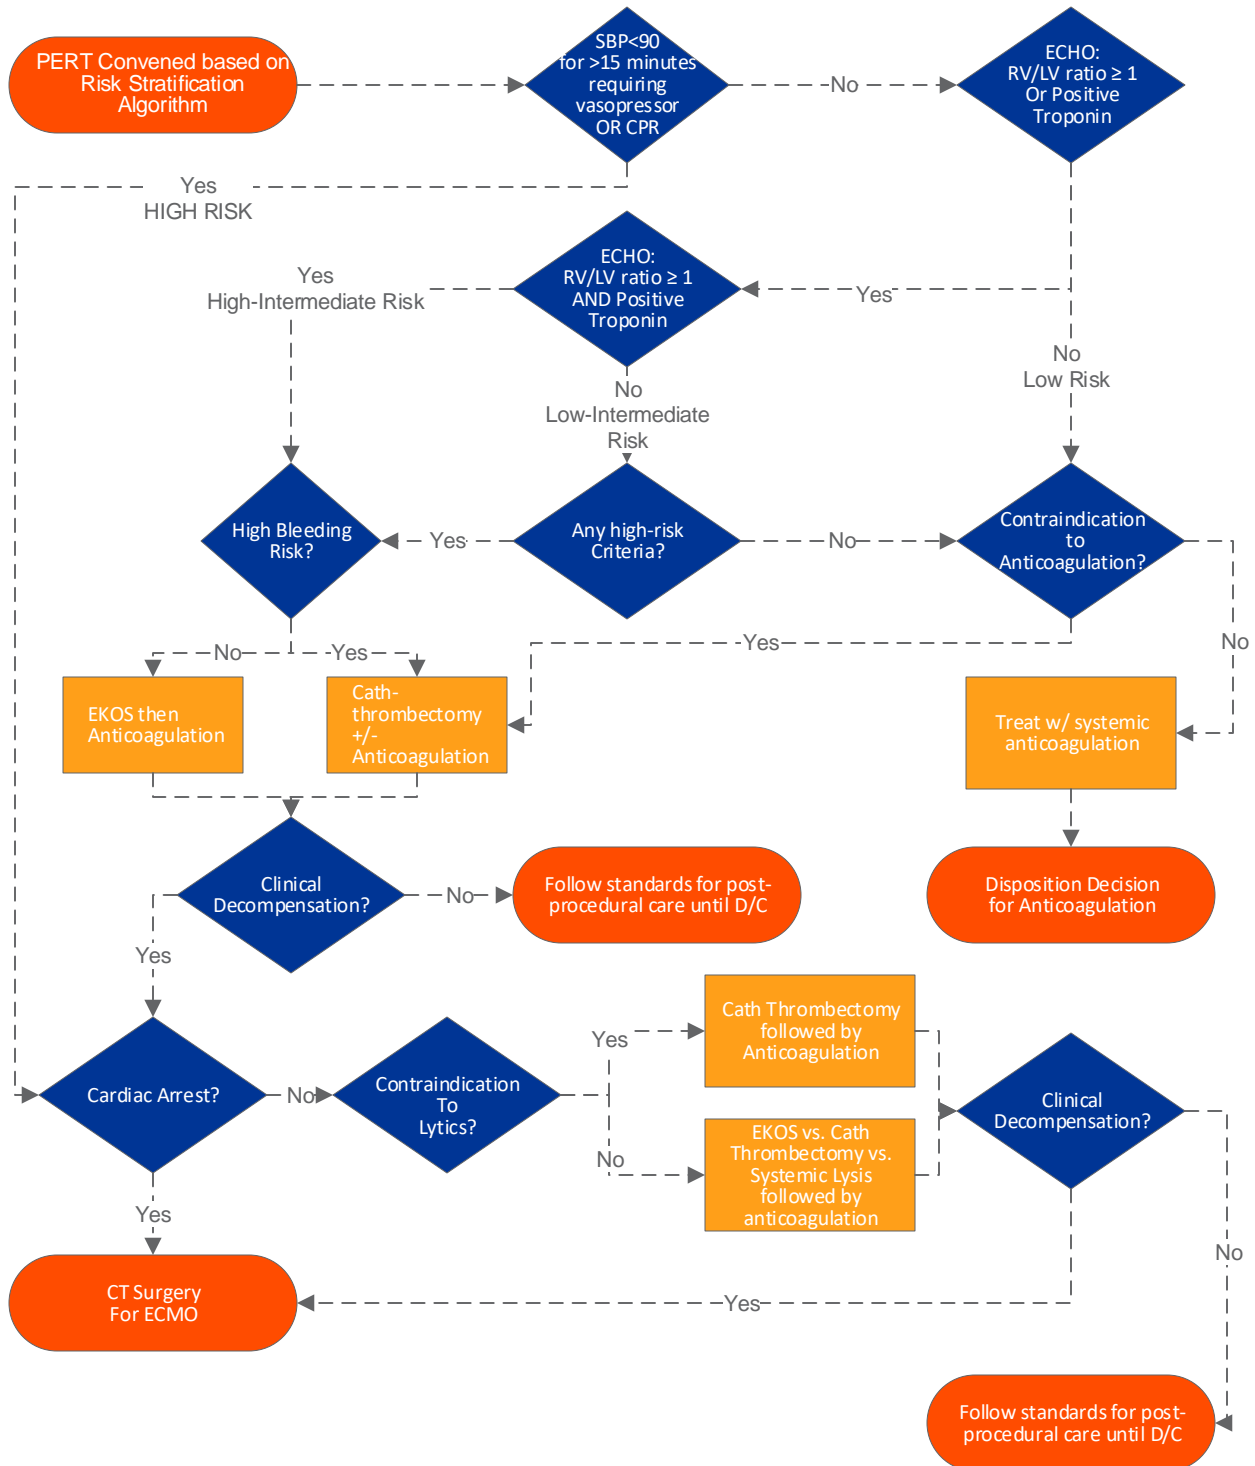 PERT Convened based on
Risk Stratification
Algorithm
SBP<90
for >15 minutes
requiring
vasopressor
OR CPR
No
ECHO:
RV/LV ratio ≥ 1
Or Positive
Troponin
Yes
HIGH RISK
ECHO:
RV/LV ratio ≥ 1
AND Positive
Troponin
Yes
Yes
High-Intermediate Risk
No
Low Risk
No
Low-Intermediate
Risk
High Bleeding
Risk?
Yes
Any high-risk
Criteria?
No
Contraindication
to
Anticoagulation?
No
Yes
Yes
No
EKOS then
Anticoagulation
Cath-
thrombectomy
+/-
Anticoagulation
Treat w/ systemic
anticoagulation
Clinical
Decompensation?
No
Follow standards for post-
procedural care until D/C
Disposition Decision
for Anticoagulation
Yes
Cardiac Arrest?
No
Contraindication
To
Lytics?
Yes
Cath Thrombectomy
followed by
Anticoagulation
No
EKOS vs. Cath
Thrombectomy vs.
Systemic Lysis
followed by
anticoagulation
Clinical
Decompensation?
Yes
No
CT Surgery
For ECMO
Yes
Follow standards for post-
procedural care until D/C